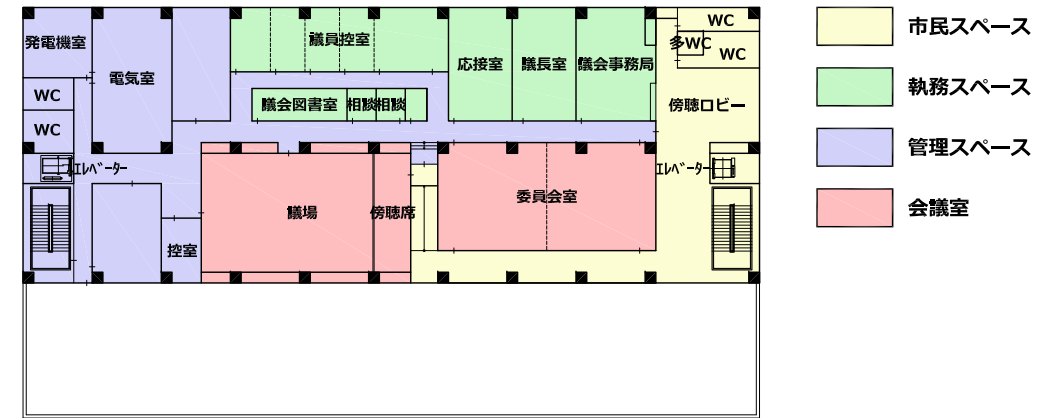 WC
市民スペース
発電機室
議員控室
多WC
WC
応接室
議長室
議会事務局
電気室
執務スペース
WC
議会図書室
相談
相談
傍聴ロビー
WC
管理スペース
エレベーター
エレベーター
委員会室
議場
傍聴席
会議室
控室